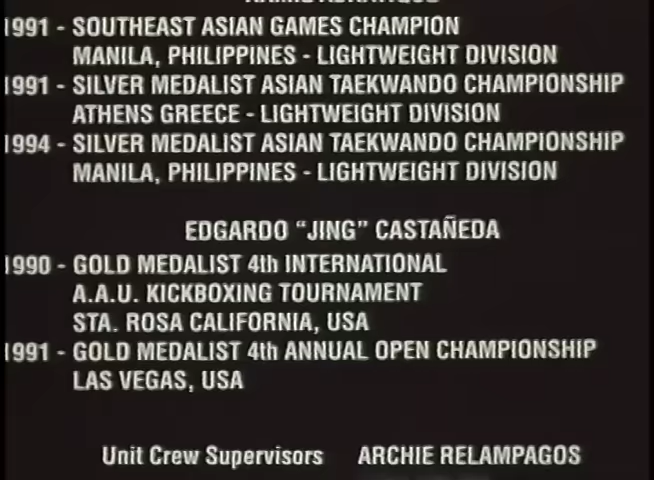 1991 - SOUTHEAST ASIAN GAMES CHAMPION
MANILA, PHILIPPINES - LIGHTWEIGHT DIVISION
1991 - SILVER MEDALIST ASIAN TAEKWANDO CHAMPIONSHIP
ATHENS GREECE - LIGHTWEIGHT DIVISION
1994 - SILVER MEDALIST ASIAN TAEKWANDO CHAMPIONSHIP
MANILA, PHILIPPINES - LIGHTWEIGHT DIVISION
EDGARDO “JING” CASTAÑEDA
1990 - GOLD MEDALIST 4th INTERNATIONAL
A.A.U. KICKBOXING TOURNAMENT
STA. ROSA CALIFORNIA, USA
1991 - GOLD MEDALIST 4th ANNUAL OPEN CHAMPIONSHIP
LAS VEGAS, USA
Unit Crew Supervisors ARCHIE RELAMPAGOS